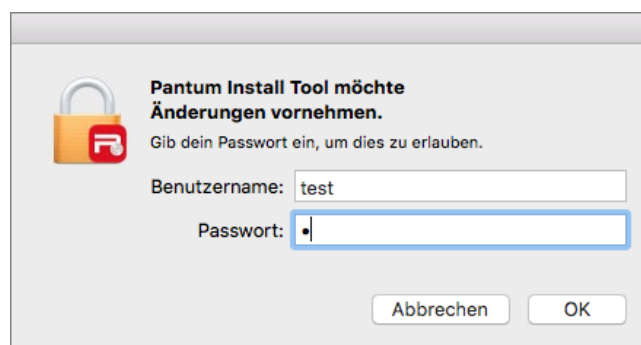 Pantum Install Tool möchte
Änderungen vornehmen.
Gib dein Passwort ein, um dies zu erlauben.
Benutzername: test
Passwort: •
Abbrechen OK